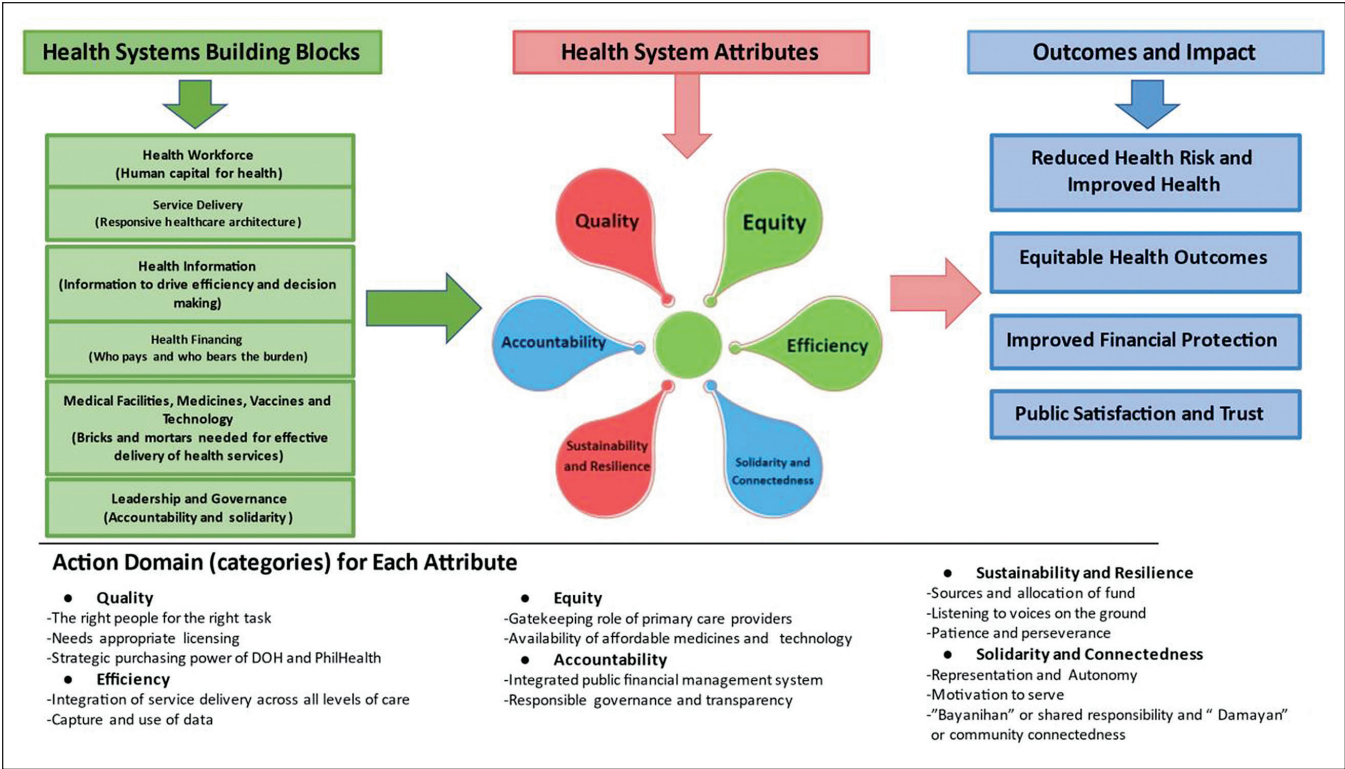 Health Systems Building Blocks
Health Workforce
(Human capital for health)
Service Delivery
(Responsive healthcare architecture)
Health Information
(Information to drive efficiency and decision
making)
Health Financing
(Who pays and who bears the burden)
Medical Facilities, Medicines, Vaccines and
Technology
(Bricks and mortars needed for effective
delivery of health services)
Leadership and Governance
(Accountability and solidarity)
Health System Attributes
Quality
Equity
Accountability
Efficiency
Sustainability
and Resilience
Solidarity and
Connectedness
Outcomes and Impact
Reduced Health Risk and
Improved Health
Equitable Health Outcomes
Improved Financial Protection
Public Satisfaction and Trust
Action Domain (categories) for Each Attribute
● Quality
-The right people for the right task
-Needs appropriate licensing
-Strategic purchasing power of DOH and PhilHealth
● Efficiency
-Integration of service delivery across all levels of care
-Capture and use of data
● Equity
-Gatekeeping role of primary care providers
-Availability of affordable medicines and technology
● Accountability
-Integrated public financial management system
-Responsible governance and transparency
● Sustainability and Resilience
-Sources and allocation of fund
-Listening to voices on the ground
-Patience and perseverance
● Solidarity and Connectedness
-Representation and Autonomy
-Motivation to serve
-"Bayanihan" or shared responsibility and " Damayan"
or community connectedness